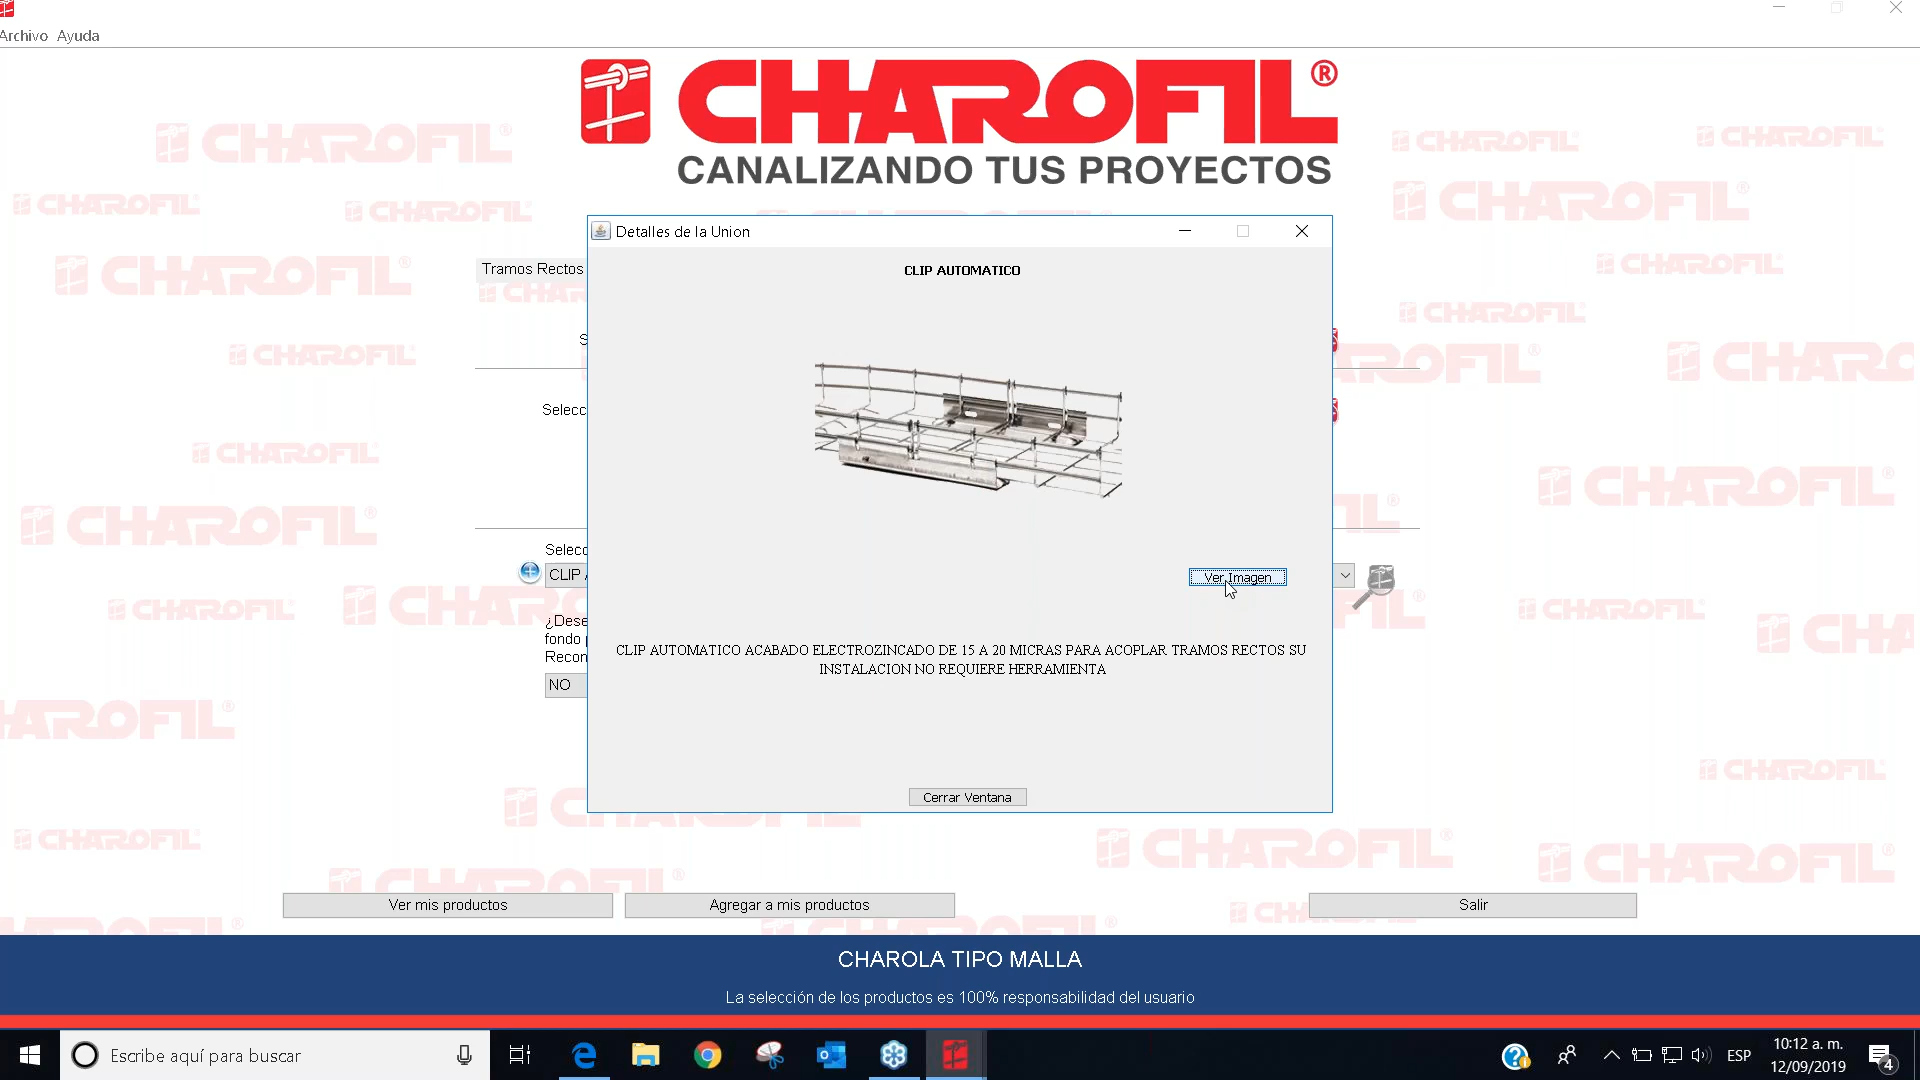 Archivo Ayuda
CHAROFIL®
CANALIZANDO TUS PROYECTOS
Detalles de la Union
Tramos Rectos
CLIP AUTOMATICO
S
Selecc
Selecc
CLIP
Ver Imagen
¿Dese
fondo
Recon
CLIP AUTOMATICO ACABADO ELECTROZINCADO DE 15 A 20 MICRAS PARA ACOPLAR TRAMOS RECTOS SU
INSTALACION NO REQUIERE HERRAMIENTA
NO
Cerrar Ventana
Ver mis productos
Agregar a mis productos
Salir
CHAROLA TIPO MALLA
La selección de los productos es 100% responsabilidad del usuario
Escribe aquí para buscar
ESP
10:12 a. m.
12/09/2019
4